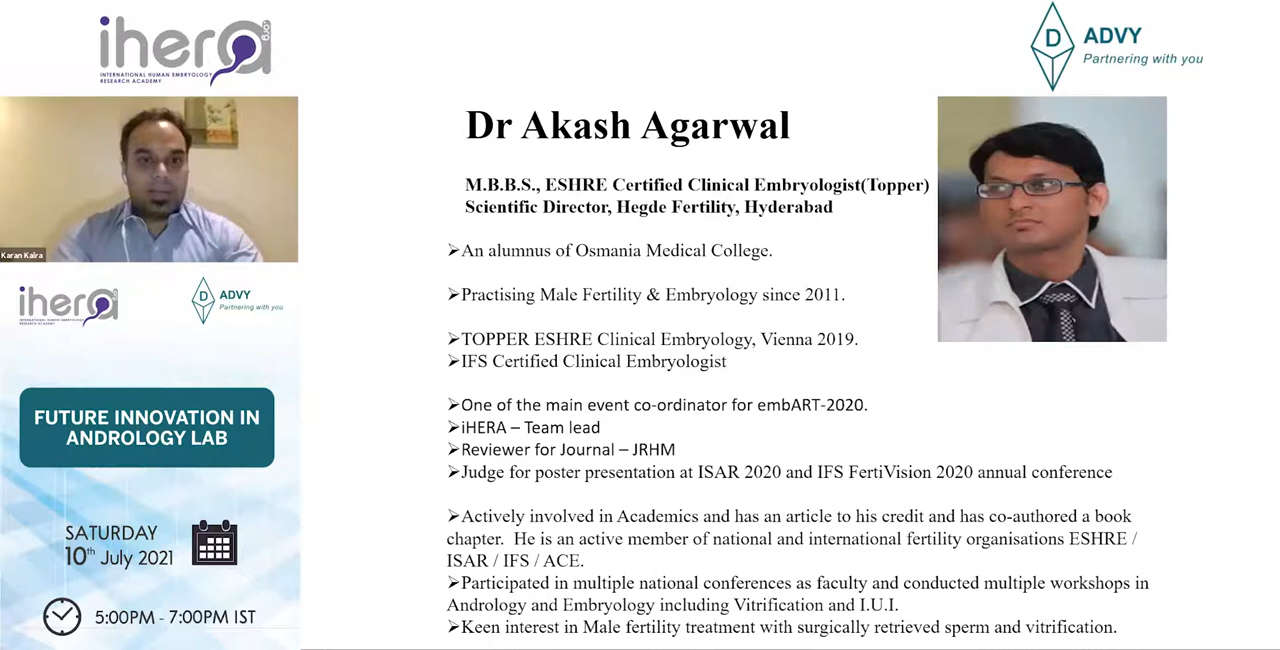 ihera.org
INTERNATIONAL HUMAN EMBRYOLOGY
RESEARCH ACADEMY
D ADVY
Partnering with you
Karan Kalra
ihera.org
INTERNATIONAL HUMAN EMBRYOLOGY
RESEARCH ACADEMY
D ADVY
Partnering with you
FUTURE INNOVATION IN
ANDROLOGY LAB
SATURDAY
10th July 2021
5:00PM - 7:00PM IST
Dr Akash Agarwal
M.B.B.S., ESHRE Certified Clinical Embryologist(Topper)
Scientific Director, Hegde Fertility, Hyderabad
➢An alumnus of Osmania Medical College.
➢Practising Male Fertility & Embryology since 2011.
➢TOPPER ESHRE Clinical Embryology, Vienna 2019.
➢IFS Certified Clinical Embryologist
➢One of the main event co-ordinator for embART-2020.
➢iHERA – Team lead
➢Reviewer for Journal – JRHM
➢Judge for poster presentation at ISAR 2020 and IFS FertiVision 2020 annual conference
➢Actively involved in Academics and has an article to his credit and has co-authored a book
chapter.  He is an active member of national and international fertility organisations ESHRE /
ISAR / IFS / ACE.
➢Participated in multiple national conferences as faculty and conducted multiple workshops in
Andrology and Embryology including Vitrification and I.U.I.
➢Keen interest in Male fertility treatment with surgically retrieved sperm and vitrification.